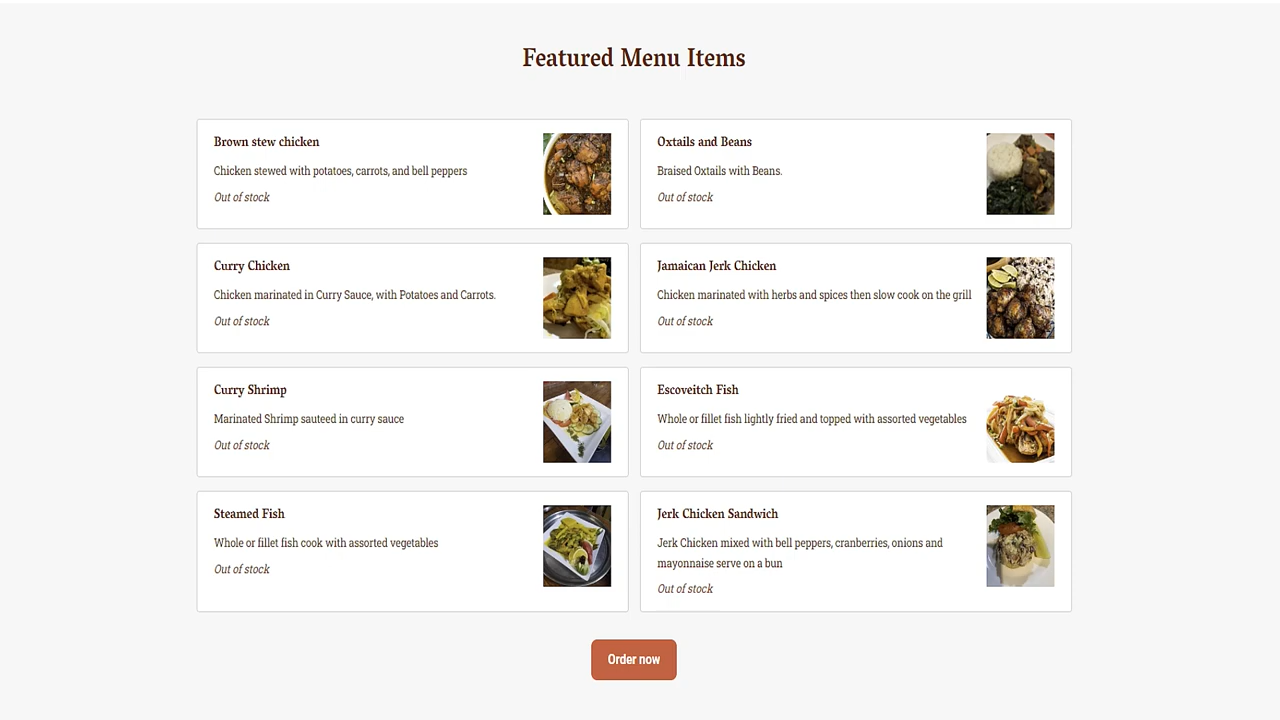 Featured Menu Items
Brown stew chicken
Chicken stewed with potatoes, carrots, and bell peppers
Out of stock
Oxtails and Beans
Braised Oxtails with Beans.
Out of stock
Curry Chicken
Chicken marinated in Curry Sauce, with Potatoes and Carrots.
Out of stock
Jamaican Jerk Chicken
Chicken marinated with herbs and spices then slow cook on the grill
Out of stock
Curry Shrimp
Marinated Shrimp sauteed in curry sauce
Out of stock
Escoveitch Fish
Whole or fillet fish lightly fried and topped with assorted vegetables
Out of stock
Steamed Fish
Whole or fillet fish cook with assorted vegetables
Out of stock
Jerk Chicken Sandwich
Jerk Chicken mixed with bell peppers, cranberries, onions and
mayonnaise serve on a bun
Out of stock
Order now